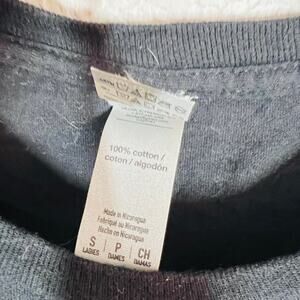 100% cotton /
coton / algodón
Made in Nicaragua
Fabriqué au Nicaragua
Hecho en Nicaragua
S P CH
LADIES DAMES DAMAS